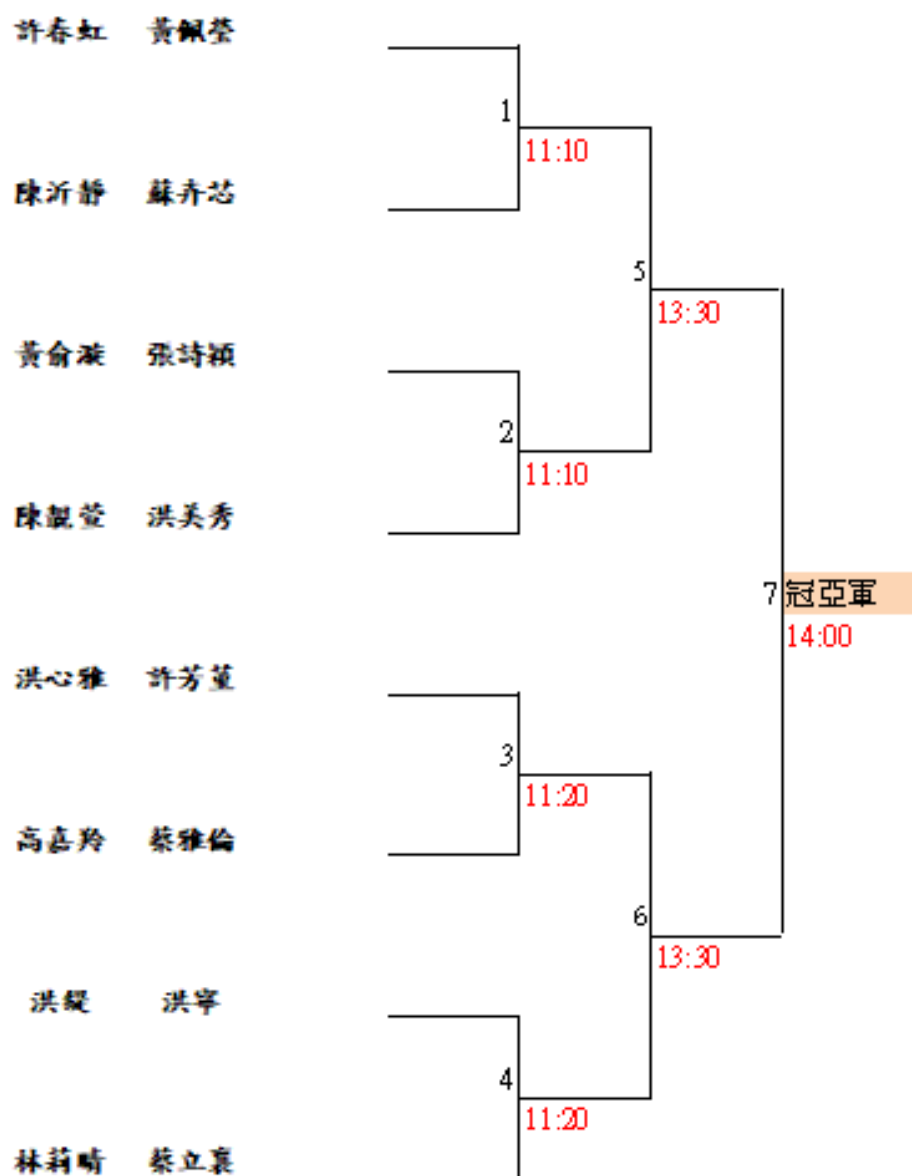 許春虹 黃佩瑩
1
11:10
陳沂靜 蘇卉芯
5
13:30
黃俞漩 張詩穎
2
11:10
陳靚萱 洪美秀
7 冠亞軍
14:00
洪心雅 許芳菫
3
11:20
高嘉羚 蔡雅倫
6
13:30
洪緹 洪寧
4
11:20
林莉晴 蔡立襄